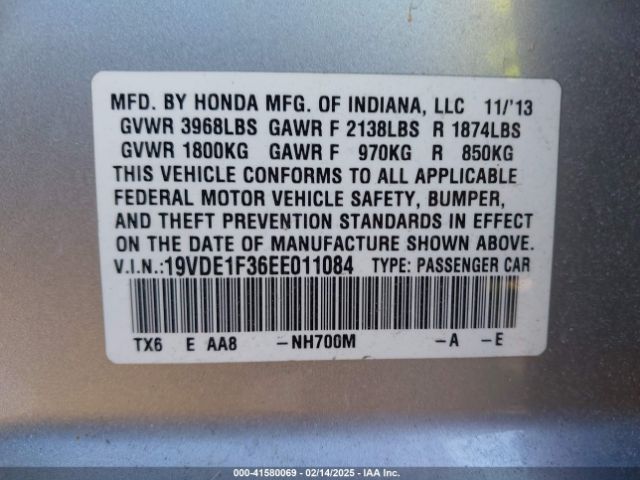 MFD. BY HONDA MFG. OF INDIANA, LLC 11/'13
GVWR 3968LBS GAWR F 2138LBS R 1874LBS
GVWR 1800KG GAWR F 970KG R 850KG
THIS VEHICLE CONFORMS TO ALL APPLICABLE
FEDERAL MOTOR VEHICLE SAFETY, BUMPER,
AND THEFT PREVENTION STANDARDS IN EFFECT
ON THE DATE OF MANUFACTURE SHOWN ABOVE.
V.I.N.:19VDE1F36EE011084 TYPE: PASSENGER CAR
TX6 E AA8 -NH700M -A -E
000-41580069 - 02/14/2025 - IAA Inc.